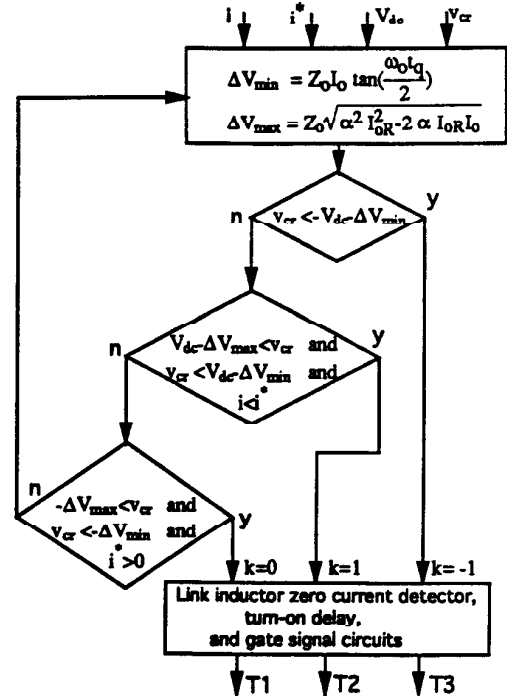 i i* Vdc vcr
ΔVmin = ZoIo tan(ωotq/2)
ΔVmax = Zo√(α² I²oR-2 α IoRIo)
n vcr <-Vdc-ΔVmin y
n Vdc-ΔVmax<vcr and y
vcr <Vdc-ΔVmin and
i<i*
n
-ΔVmax<vcr and
vcr <-ΔVmin and y
i*>0
k=0 k=1 k= -1
Link inductor zero current detector,
turn-on delay,
and gate signal circuits
T1 T2 T3